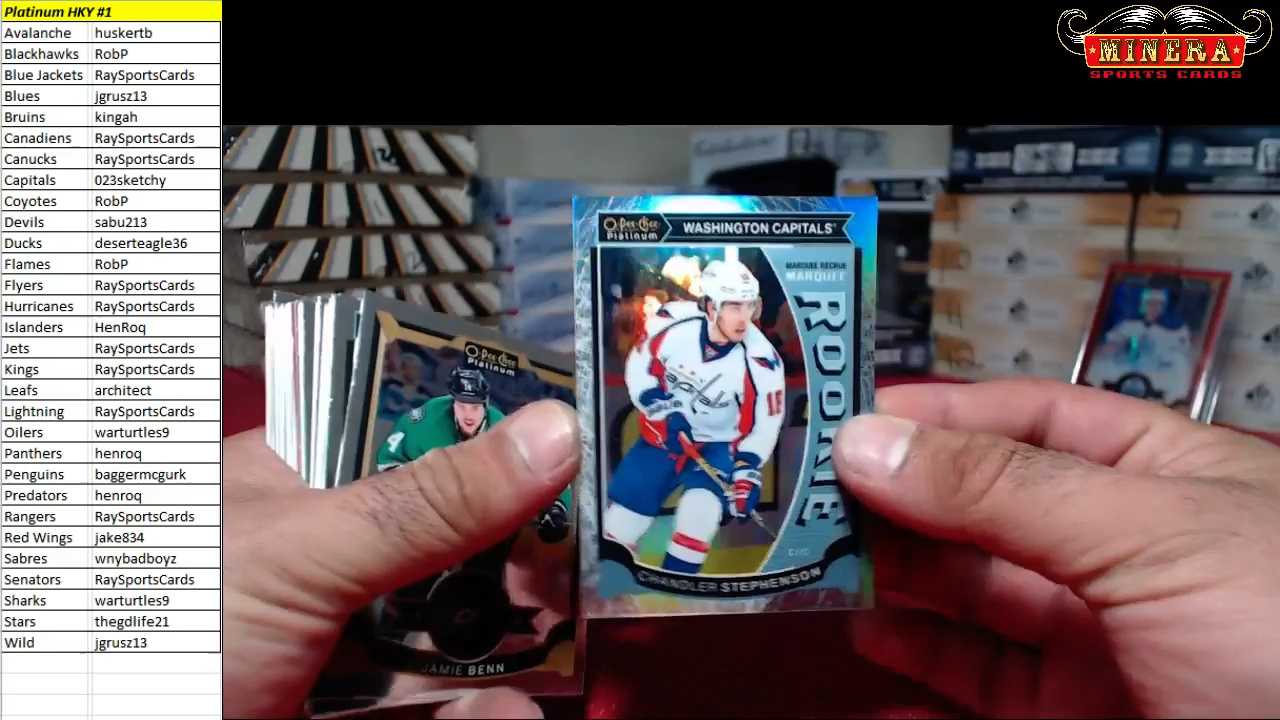 Platinum HKY #1
Avalanche huskertb
Blackhawks RobP
Blue Jackets RaySportsCards
Blues jgrusz13
Bruins kingah
Canadiens RaySportsCards
Canucks RaySportsCards
Capitals 023sketchy
Coyotes RobP
Devils sabu213
Ducks deserteagle36
Flames RobP
Flyers RaySportsCards
Hurricanes RaySportsCards
Islanders HenRoq
Jets RaySportsCards
Kings RaySportsCards
Leafs architect
Lightning RaySportsCards
Oilers warturtles9
Panthers henroq
Penguins baggermcgurk
Predators henroq
Rangers RaySportsCards
Red Wings jake834
Sabres wnybadboyz
Senators RaySportsCards
Sharks warturtles9
Stars thegdlife21
Wild jgrusz13
MINERA
SPORTS CARDS
O-Pee-Chee
Platinum
WASHINGTON CAPITALS
MARQUEE RECRUE
MARQUEE
ROOKIE
18
CHANDLER STEPHENSON
O-Pee-Chee
Platinum
JAMIE BENN